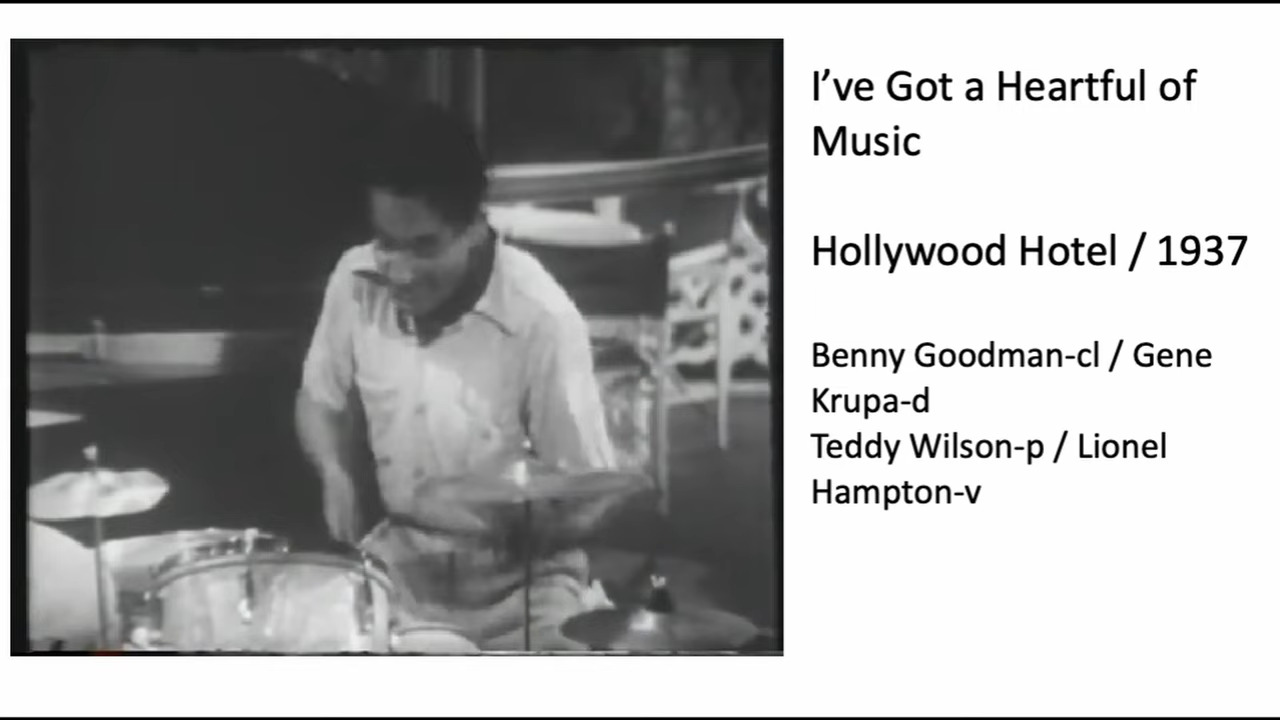 I’ve Got a Heartful of
Music
Hollywood Hotel / 1937
Benny Goodman-cl / Gene
Krupa-d
Teddy Wilson-p / Lionel
Hampton-v